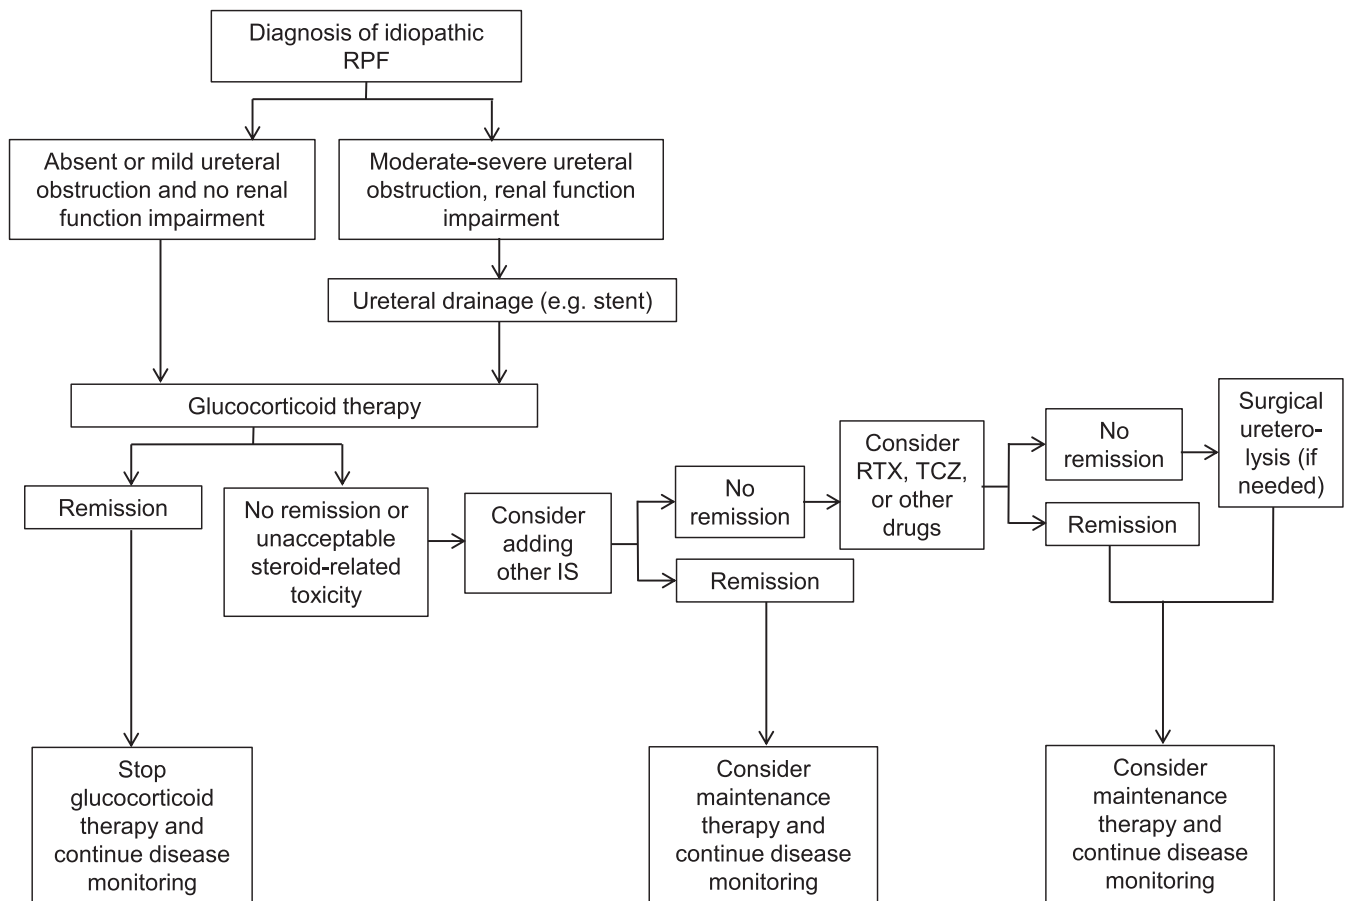 Diagnosis of idiopathic
RPF
Absent or mild ureteral
obstruction and no renal
function impairment
Moderate-severe ureteral
obstruction, renal function
impairment
Ureteral drainage (e.g. stent)
Glucocorticoid therapy
Remission
No remission or
unacceptable
steroid-related
toxicity
Consider
adding
other IS
No
remission
Remission
Consider
RTX, TCZ,
or other
drugs
No
remission
Remission
Surgical
uretero-
lysis (if
needed)
Stop
glucocorticoid
therapy and
continue disease
monitoring
Consider
maintenance
therapy and
continue disease
monitoring
Consider
maintenance
therapy and
continue disease
monitoring